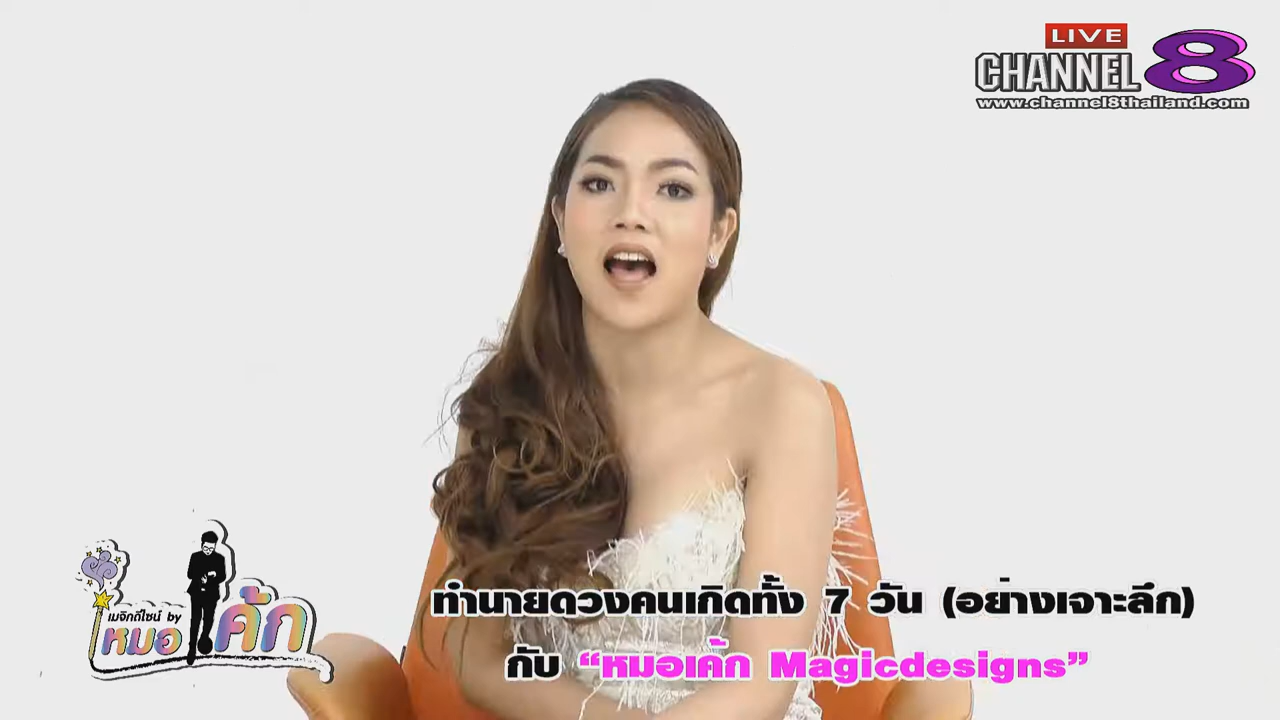 LIVE
CHANNEL 8
www.channel8thailand.com
เมจิกดีไซน์ by
หมอ เค้ก
ทำนายดวงคนเกิดทั้ง 7 วัน (อย่างเจาะลึก)
กับ “หมอเค้ก Magicdesigns”